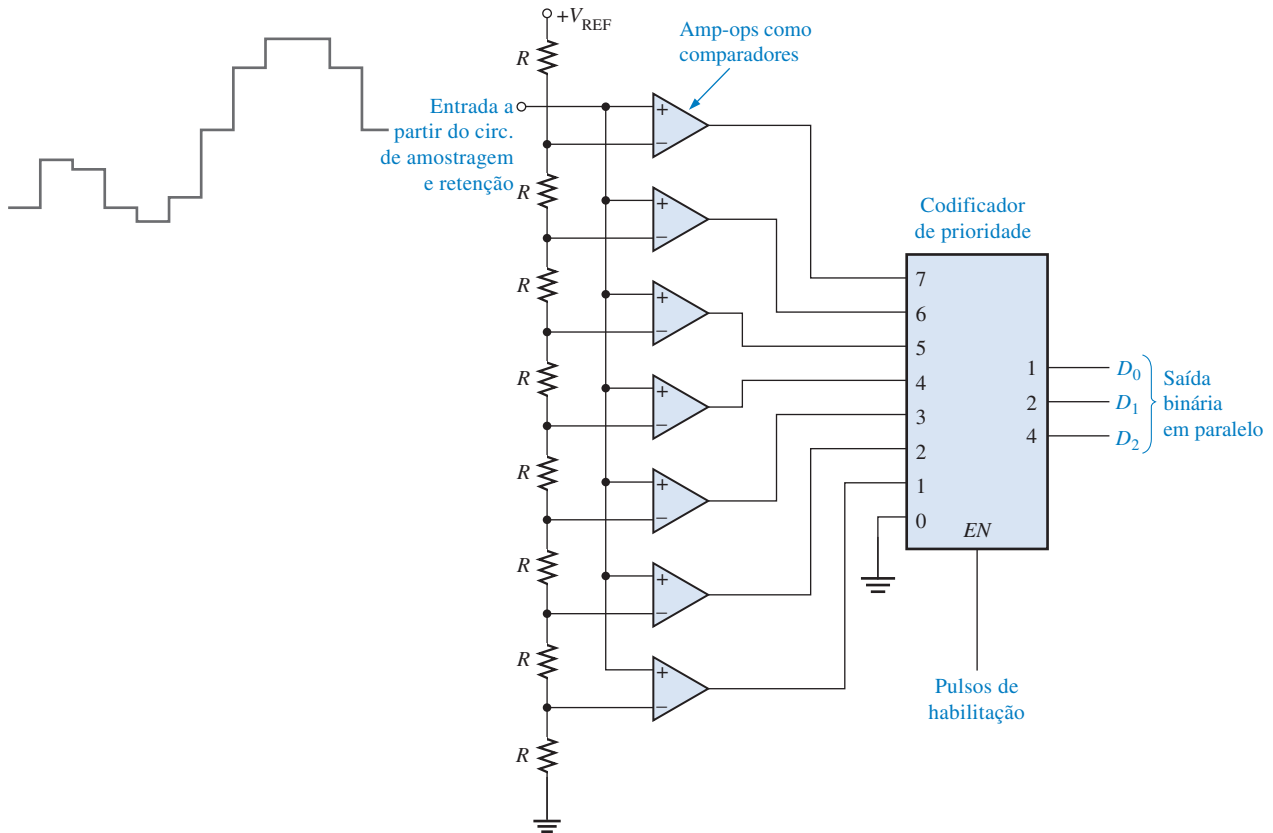 +V_REF
R
Amp-ops como
comparadores
Entrada a
partir do circ.
de amostragem
e retenção
+
−
R
+
−
R
+
−
R
+
−
R
+
−
R
+
−
R
+
−
R
Codificador
de prioridade
7
6
5
4
3
2
1
0
EN
1
2
4
D0
D1
D2
Saída
binária
em paralelo
Pulsos de
habilitação